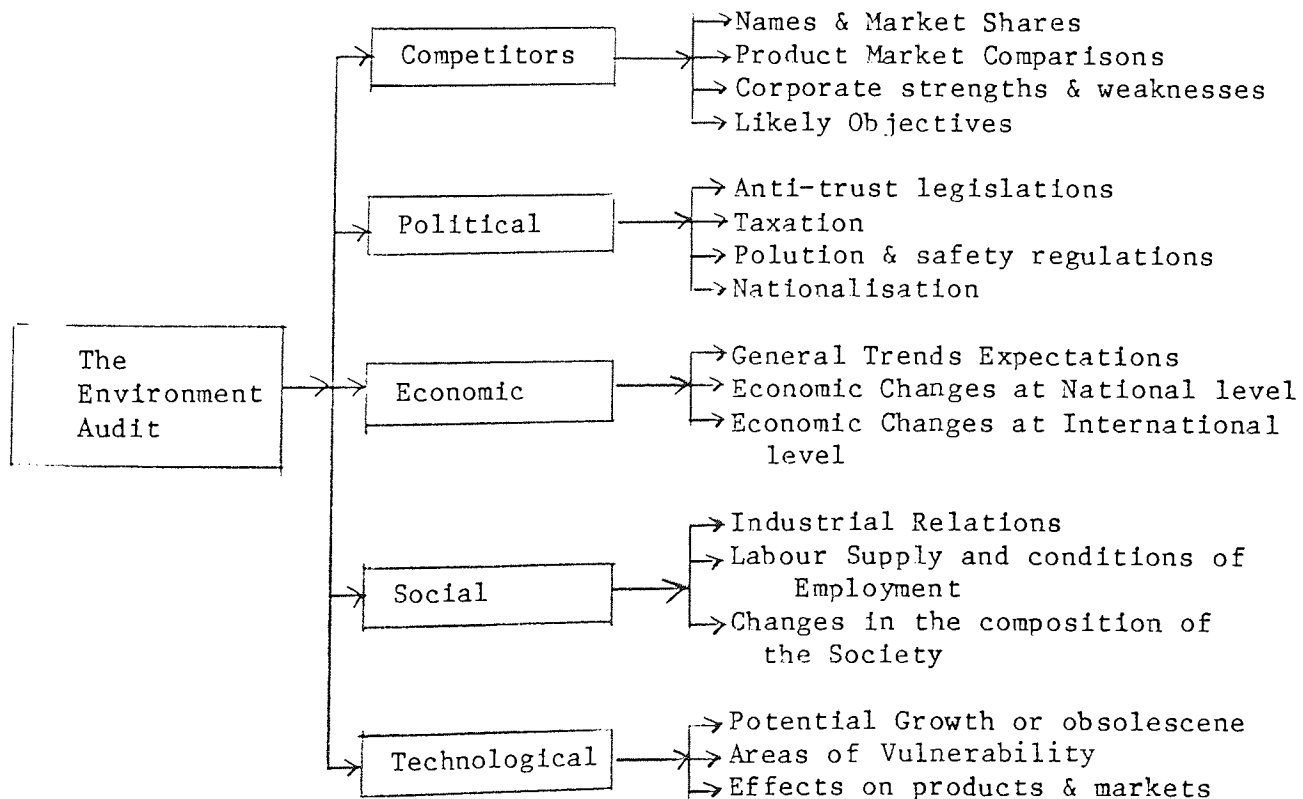 Competitors
Names & Market Shares
Product Market Comparisons
Corporate strengths & weaknesses
Likely Objectives
Political
Anti-trust legislations
Taxation
Polution & safety regulations
Nationalisation
The
Environment
Audit
Economic
General Trends Expectations
Economic Changes at National level
Economic Changes at International
level
Social
Industrial Relations
Labour Supply and conditions of
Employment
Changes in the composition of
the Society
Technological
Potential Growth or obsolescene
Areas of Vulnerability
Effects on products & markets